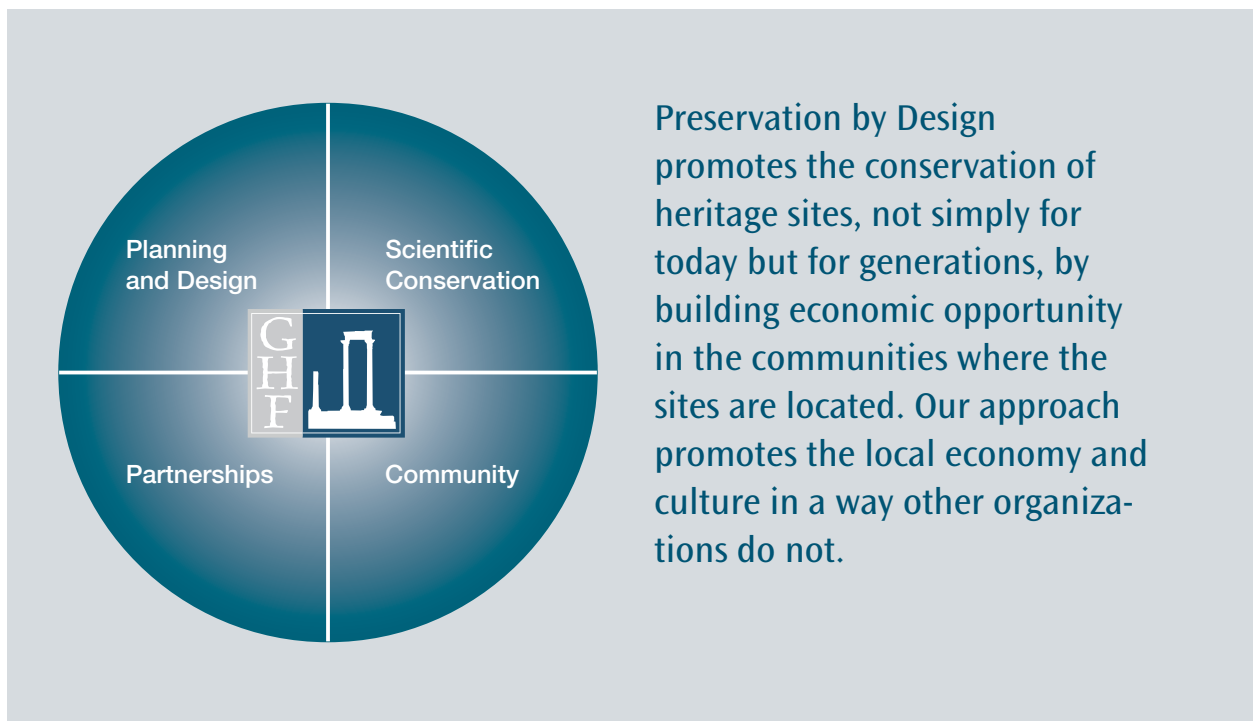 Planning
and Design
Scientific
Conservation
G
H
F
Partnerships
Community
Preservation by Design
promotes the conservation of
heritage sites, not simply for
today but for generations, by
building economic opportunity
in the communities where the
sites are located. Our approach
promotes the local economy and
culture in a way other organiza-
tions do not.